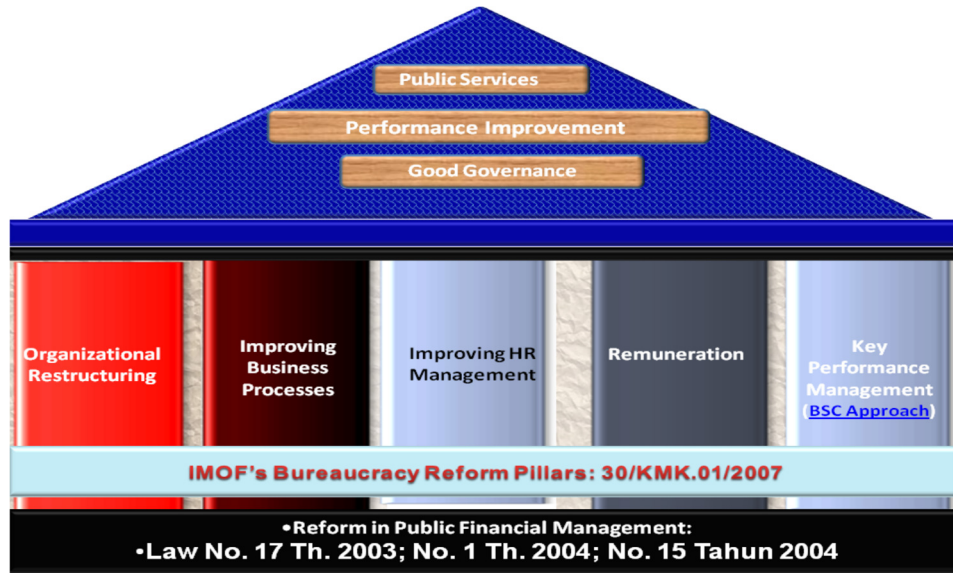 Public Services
Performance Improvement
Good Governance
Organizational
Restructuring
Improving
Business
Processes
Improving HR
Management
Remuneration
Key
Performance
Management
(BSC Approach)
IMOF's Bureaucracy Reform Pillars: 30/KMK.01/2007
•Reform in Public Financial Management:
•Law No. 17 Th. 2003; No. 1 Th. 2004; No. 15 Tahun 2004